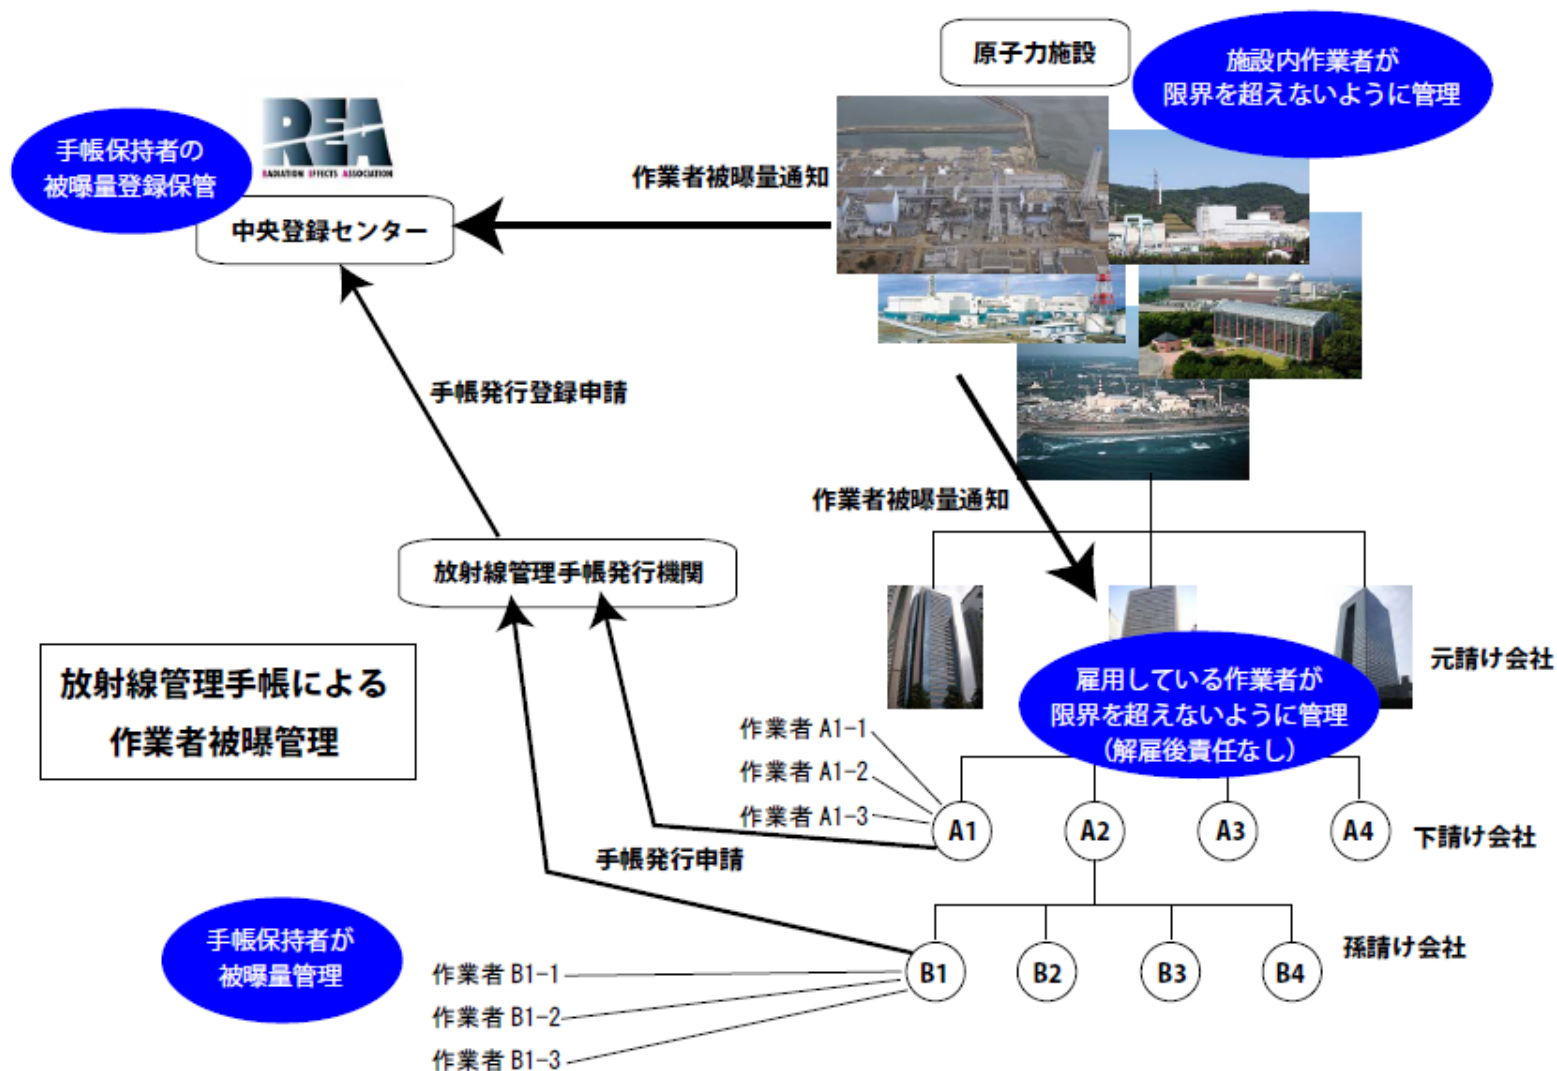 原子力施設
施設内作業者が
限界を超えないように管理
手帳保持者の
被曝量登録保管
REA
RADIATION EFFECTS ASSOCIATION
中央登録センター
作業者被曝量通知
手帳発行登録申請
作業者被曝量通知
放射線管理手帳発行機関
放射線管理手帳による
作業者被曝管理
元請け会社
雇用している作業者が
限界を超えないように管理
（解雇後責任なし）
作業者 A1-1
作業者 A1-2
作業者 A1-3
A1
A2
A3
A4
下請け会社
手帳発行申請
手帳保持者が
被曝量管理
孫請け会社
作業者 B1-1
作業者 B1-2
作業者 B1-3
B1
B2
B3
B4